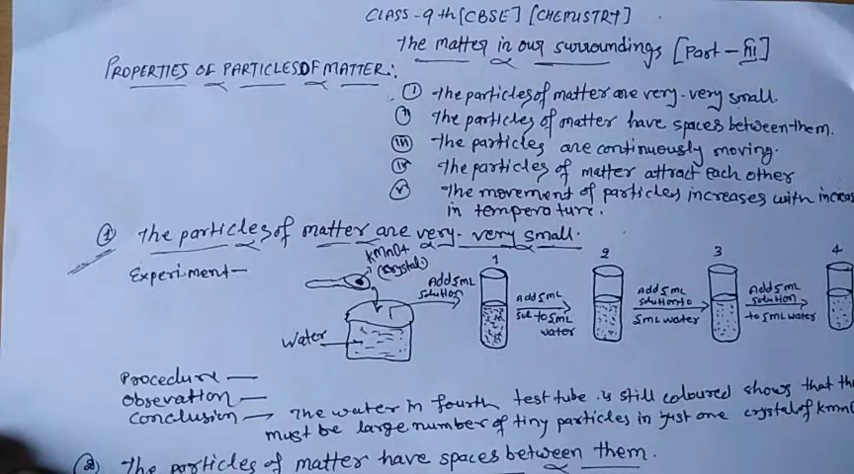 CLASS-9th [CBSE] [CHEMISTRY]
The matter in our surroundings [Part-III]
PROPERTIES OF PARTICLES OF MATTER:
(i) The particles of matter are very-very small.
(ii) The particles of matter have spaces between them.
(iii) The particles are continuously moving.
(iv) The particles of matter attract each other
(v) The movement of particles increases with increas
in temperature.
(1) The particles of matter are very-very small.
Experiment-
KMnO4
(crystal)
Water
Add 5mL
solution
1
Add 5mL
sol to 5mL
water
2
Add 5mL
solution to
5mL water
3
Add 5mL
solution
to 5mL water
4
Procedure -
Obsevation -
Conclusion → The water in fourth test tube is still coloured shows that th
must be large number of tiny particles in just one crystal of kmn
(2) The particles of matter have spaces between them.